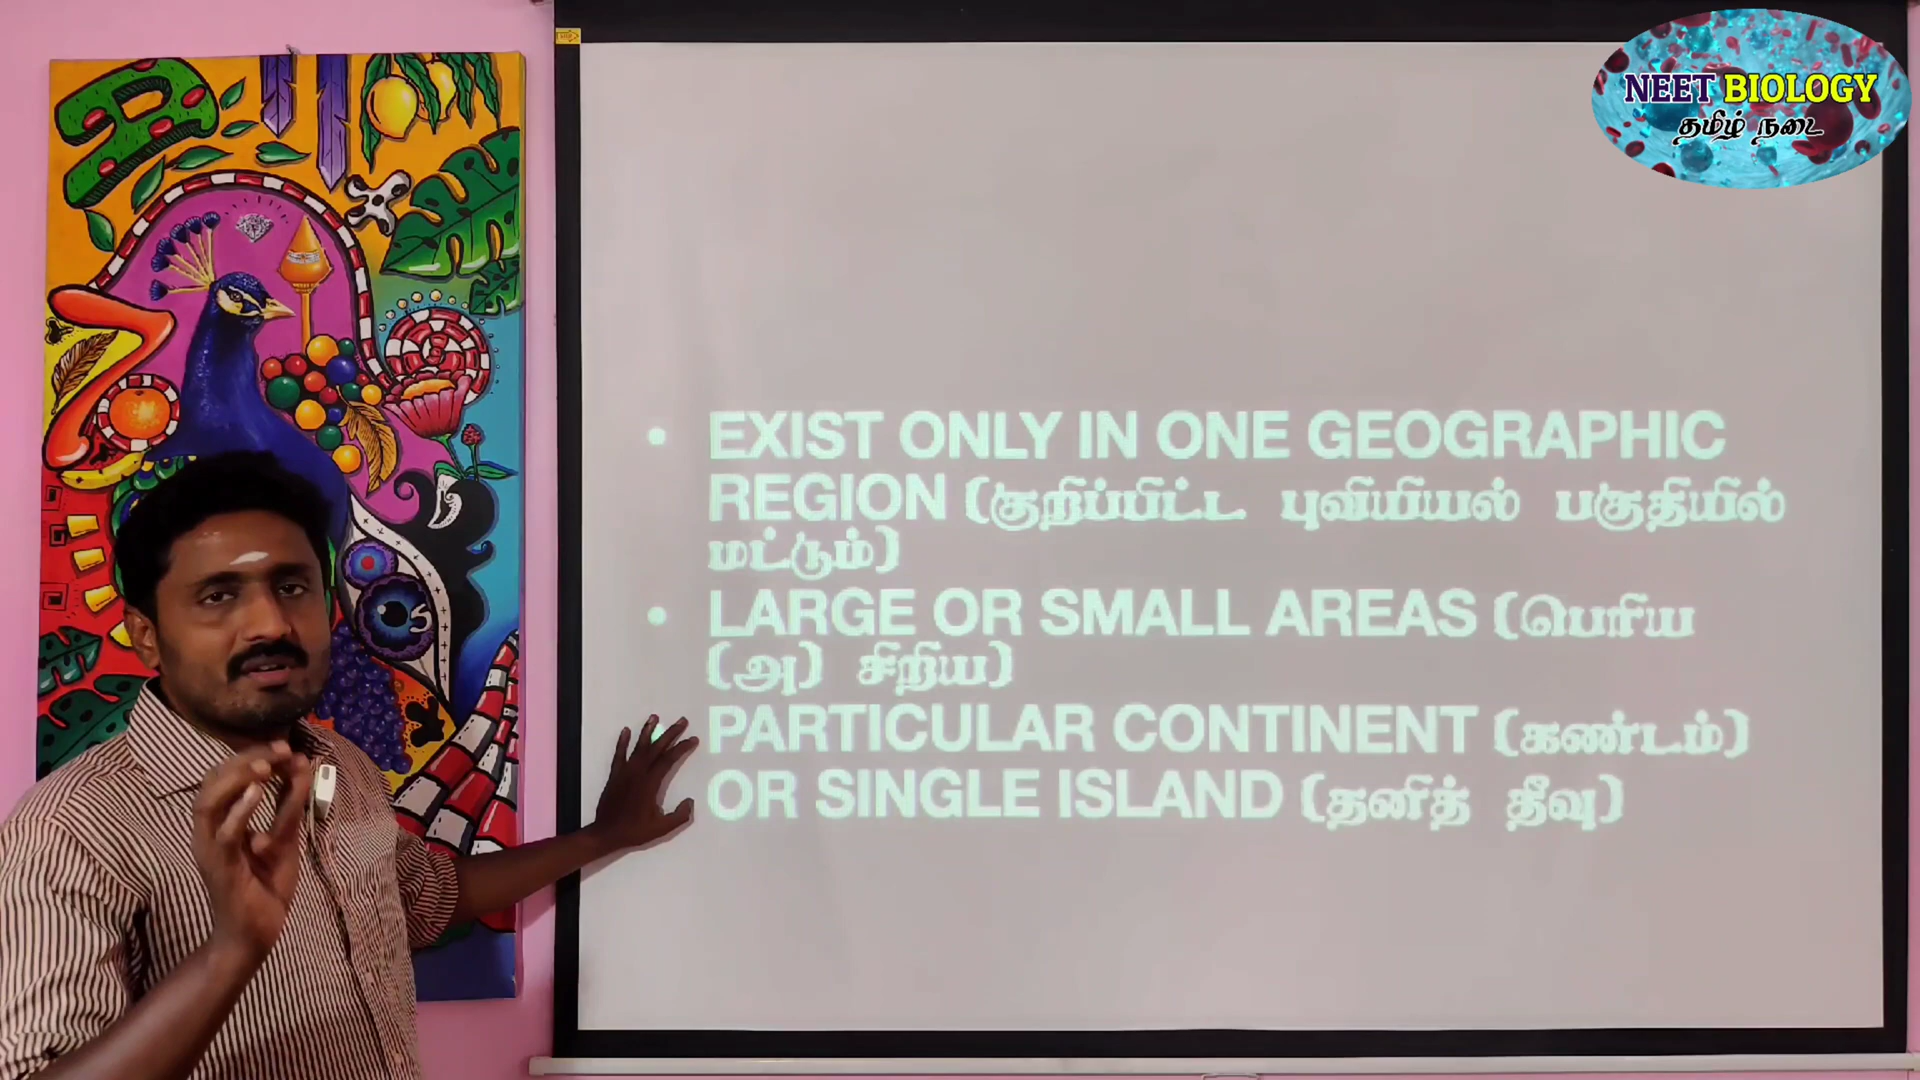 NEET BIOLOGY
தமிழ் நடை
• EXIST ONLY IN ONE GEOGRAPHIC
REGION (குறிப்பிட்ட புவியியல் பகுதியில்
மட்டும்)
• LARGE OR SMALL AREAS (பெரிய
(அ) சிறிய)
• PARTICULAR CONTINENT (கண்டம்)
OR SINGLE ISLAND (தனித் தீவு)